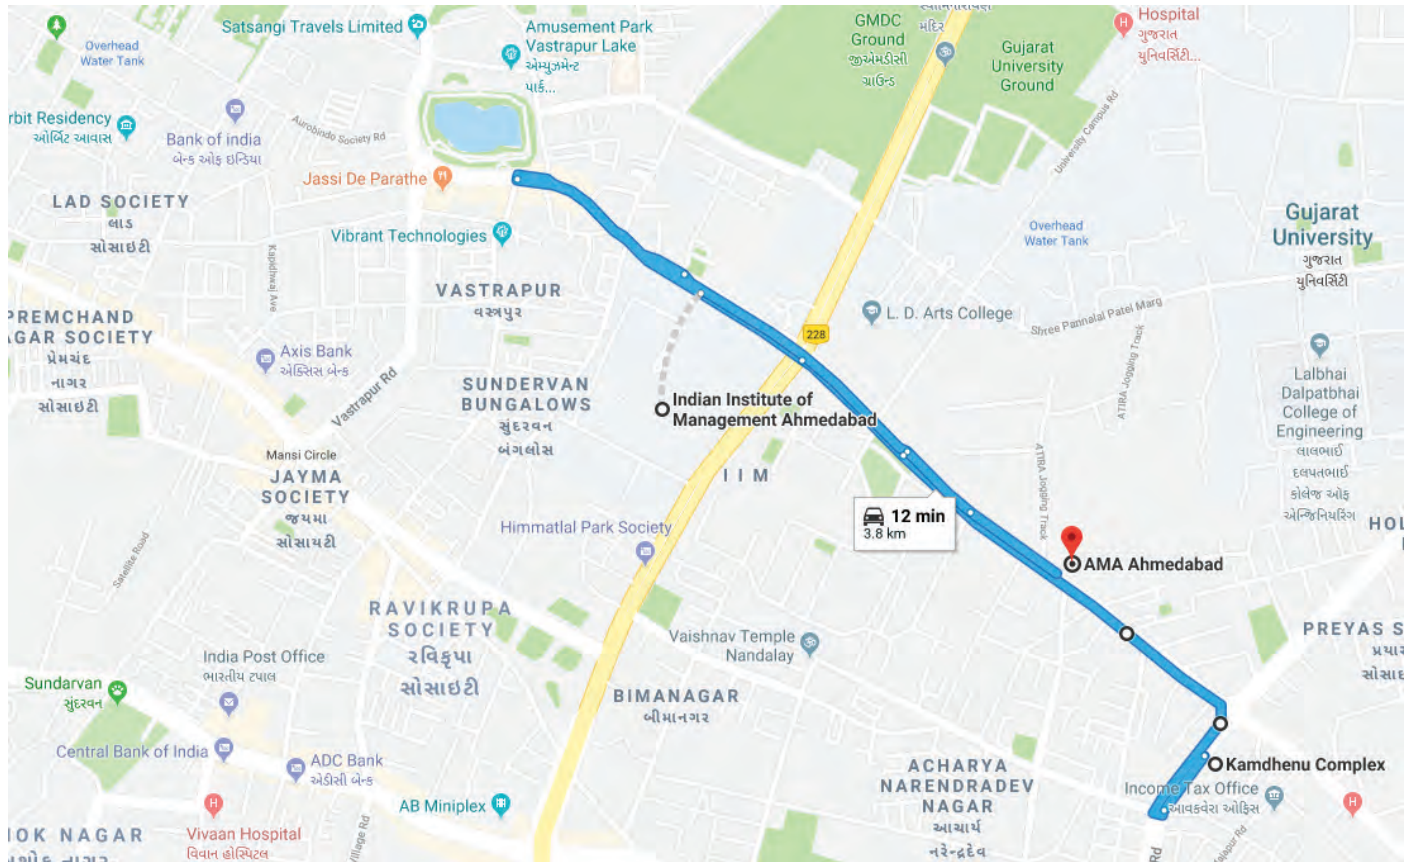 Satsangi Travels Limited
Overhead
Water Tank
Amusement Park
Vastrapur Lake
એમ્યુઝમેન્ટ
પાર્ક...
GMDC
Ground
જીએમડીસી
ગ્રાઉન્ડ
મંદિર
Gujarat
University
Ground
Hospital
ગુજરાત
યુનિવર્સિટી...
rbit Residency
ઓર્બિટ આવાસ
Bank of india
બેન્ક ઓફ ઇન્ડિયા
Aurobindo Society Rd
University Campus Rd
Jassi De Parathe
LAD SOCIETY
લાડ
સોસાઇટી
Vibrant Technologies
Overhead
Water Tank
Gujarat
University
ગુજરાત
યુનિવર્સિટી
Kapidhwaj Ave
VASTRAPUR
વસ્ત્રપુર
228
L. D. Arts College
Shree Pannalal Patel Marg
PREMCHAND
AGAR SOCIETY
પ્રેમચંદ
નાગર
સોસાઇટી
Axis Bank
એક્સિસ બેન્ક
Vastrapur Rd
SUNDERVAN
BUNGALOWS
સુંદરવન
બંગલોસ
Indian Institute of
Management Ahmedabad
ATIRA Jogging Track
Lalbhai
Dalpatbhai
College of
Engineering
લાલભાઈ
દલપતભાઈ
કોલેજ ઓફ
એન્જિનિયરિંગ
Mansi Circle
JAYMA
SOCIETY
જયમા
સોસાયટી
IIM
ATIRA Jogging Track
12 min
3.8 km
Himmatlal Park Society
HOL
AMA Ahmedabad
Satellite Road
RAVIKRUPA
SOCIETY
રવિકૃપા
સોસાઇટી
Vaishnav Temple
Nandalay
PREYAS S
પ્રયાસ
સોસાઇ
India Post Office
ભારતીય ટપાલ
Sundarvan
સુંદરવન
BIMANAGAR
બીમાનગર
Central Bank of India
ADC Bank
એડીસી બેન્ક
Kamdhenu Complex
ACHARYA
NARENDRADEV
NAGAR
આચાર્ય
નરેન્દ્રદેવ
Income Tax Office
આવકવેરા ઓફિસ
AB Miniplex
Vivaan Hospital
વિવાન હોસ્પિટલ
HOK NAGAR
Village Rd
Rd
ajapur Rd